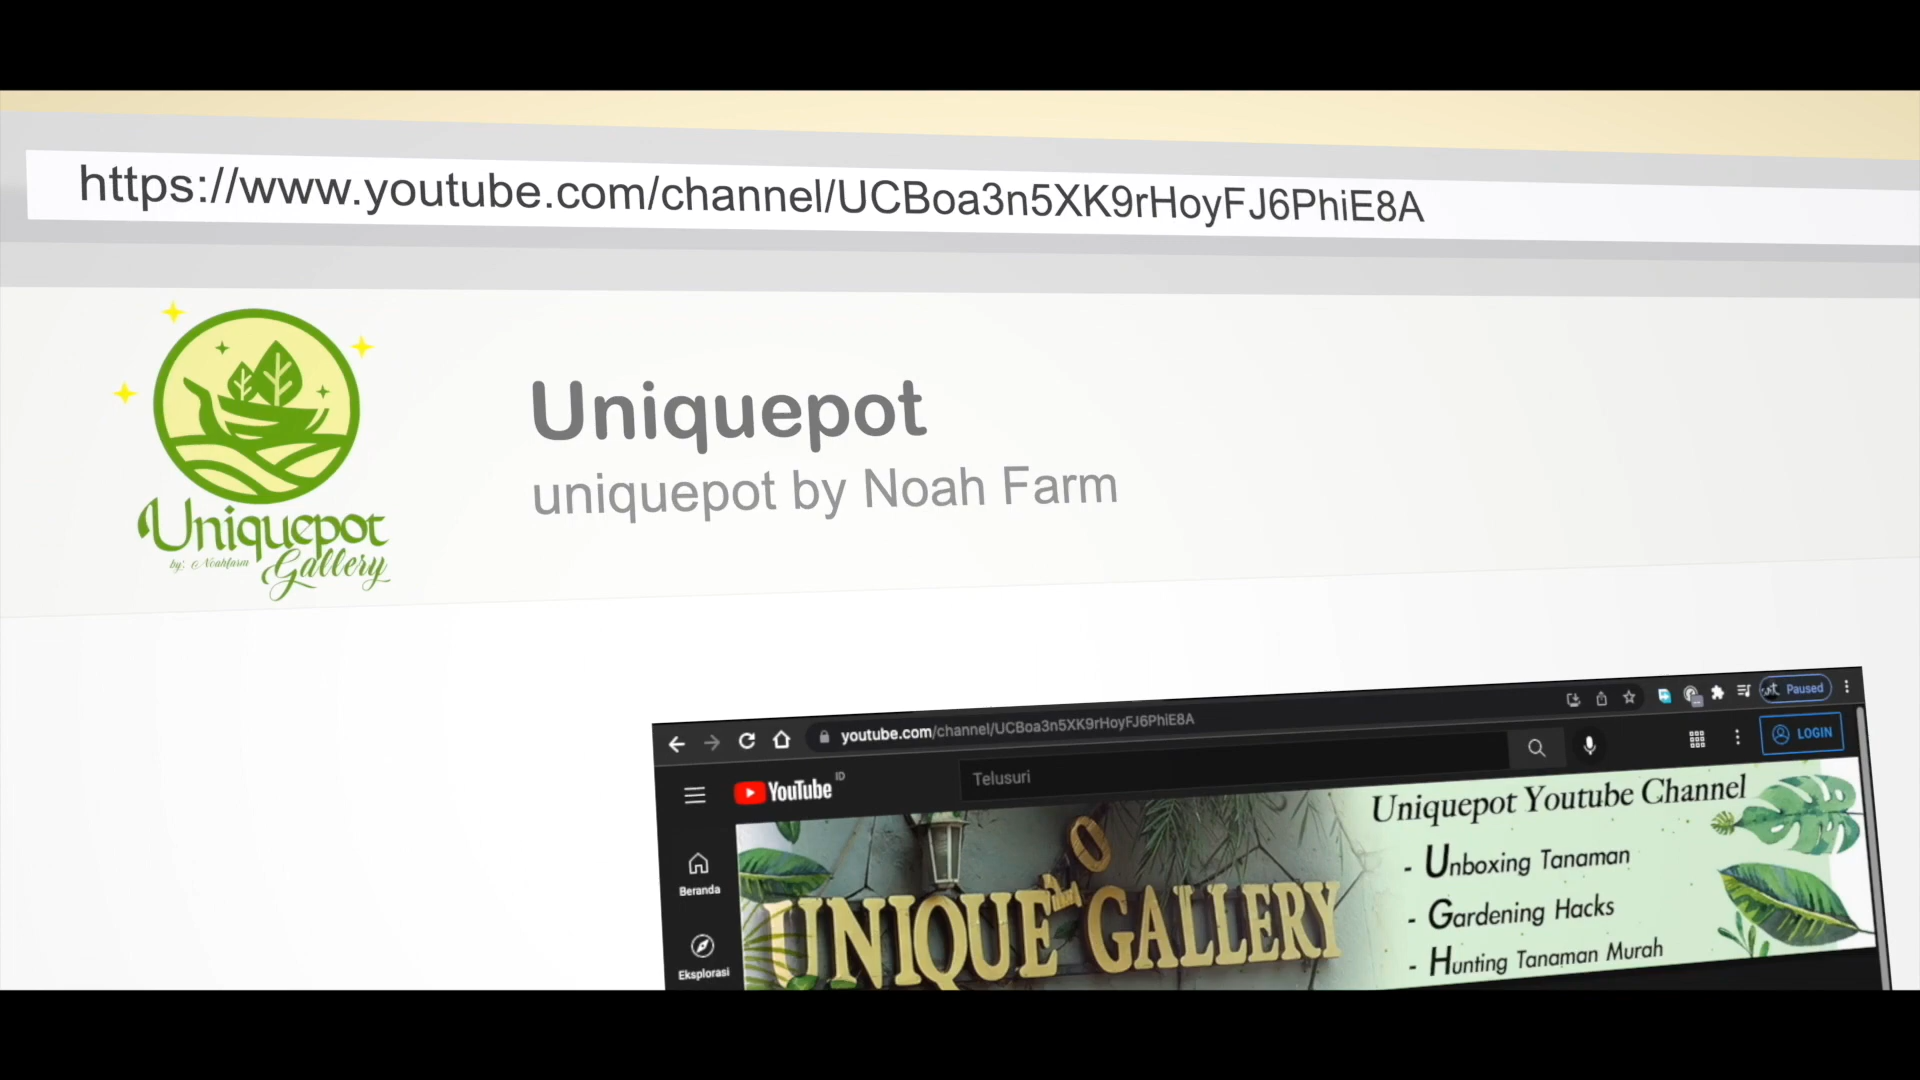 https://www.youtube.com/channel/UCBoa3n5XK9rHoyFJ6PhiE8A
Uniquepot
Gallery
by: Noahfarm
Uniquepot
uniquepot by Noah Farm
youtube.com/channel/UCBoa3n5XK9rHoyFJ6PhiE8A
Paused
YouTube ID
Telusuri
LOGIN
Beranda
Eksplorasi
UNIQUE GALLERY
Uniquepot Youtube Channel
- Unboxing Tanaman
- Gardening Hacks
- Hunting Tanaman Murah